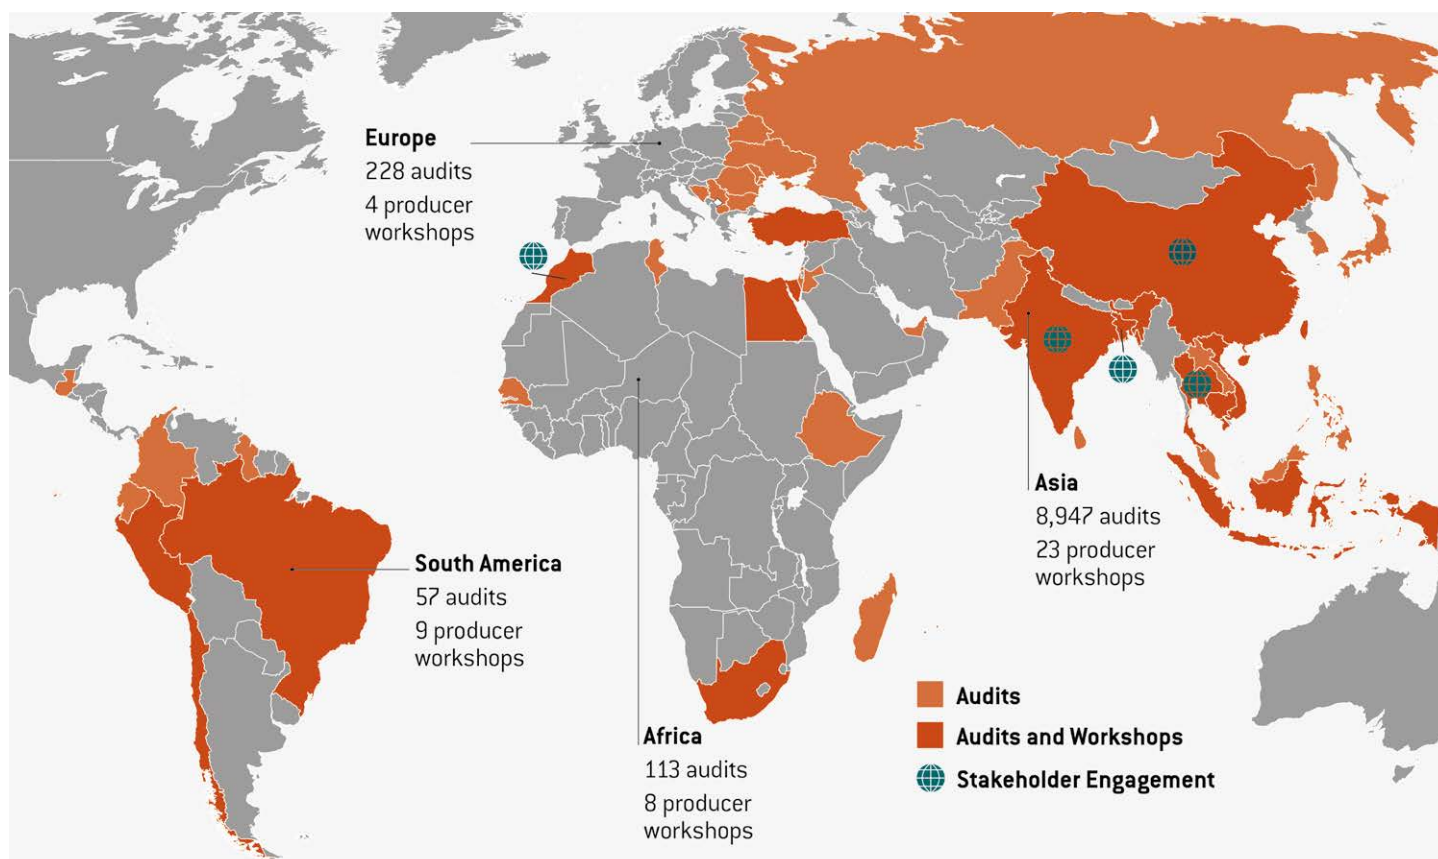 Europe
228 audits
4 producer
workshops
Asia
8,947 audits
23 producer
workshops
South America
57 audits
9 producer
workshops
Africa
113 audits
8 producer
workshops
Audits
Audits and Workshops
Stakeholder Engagement